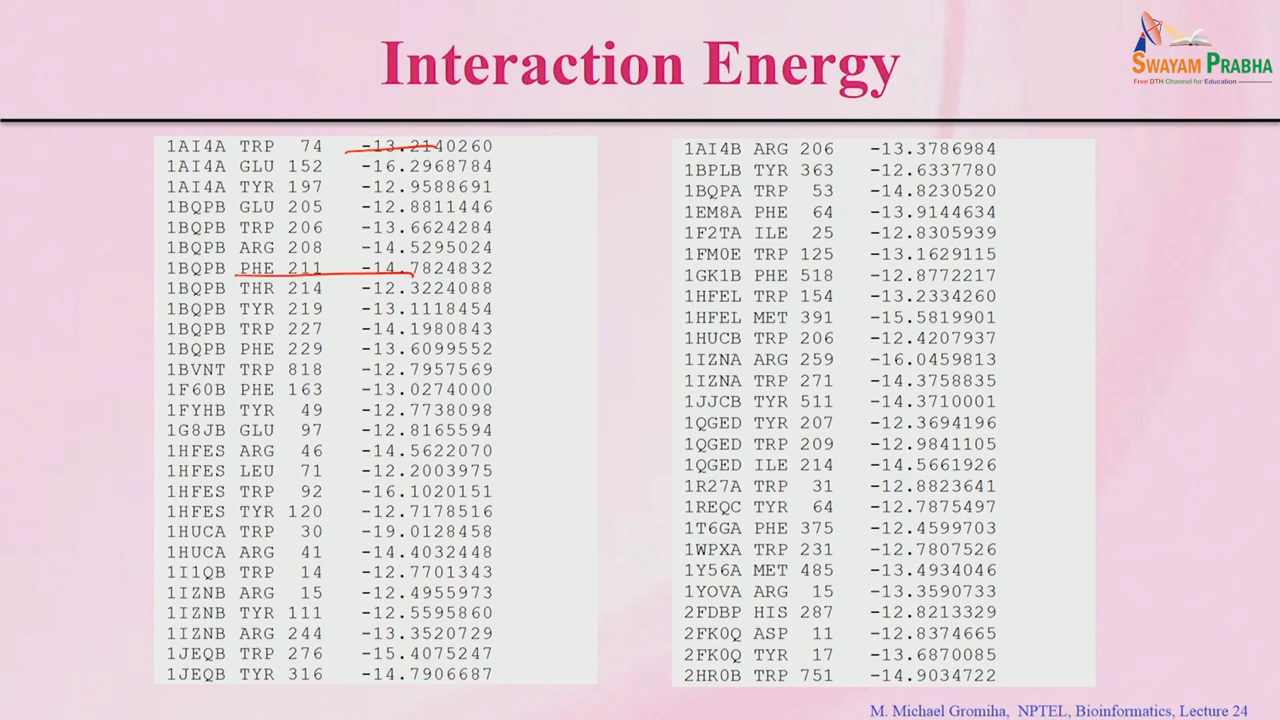 Interaction Energy
SWAYAM PRABHA
Free DTH Channel for Education
1AI4A TRP 74 -13.2140260
1AI4A GLU 152 -16.2968784
1AI4A TYR 197 -12.9588691
1BQPB GLU 205 -12.8811446
1BQPB TRP 206 -13.6624284
1BQPB ARG 208 -14.5295024
1BQPB PHE 211 -14.7824832
1BQPB THR 214 -12.3224088
1BQPB TYR 219 -13.1118454
1BQPB TRP 227 -14.1980843
1BQPB PHE 229 -13.6099552
1BVNT TRP 818 -12.7957569
1F60B PHE 163 -13.0274000
1FYHB TYR 49 -12.7738098
1G8JB GLU 97 -12.8165594
1HFES ARG 46 -14.5622070
1HFES LEU 71 -12.2003975
1HFES TRP 92 -16.1020151
1HFES TYR 120 -12.7178516
1HUCA TRP 30 -19.0128458
1HUCA ARG 41 -14.4032448
1I1QB TRP 14 -12.7701343
1IZNB ARG 15 -12.4955973
1IZNB TYR 111 -12.5595860
1IZNB ARG 244 -13.3520729
1JEQB TRP 276 -15.4075247
1JEQB TYR 316 -14.7906687
1AI4B ARG 206 -13.3786984
1BPLB TYR 363 -12.6337780
1BQPA TRP 53 -14.8230520
1EM8A PHE 64 -13.9144634
1F2TA ILE 25 -12.8305939
1FM0E TRP 125 -13.1629115
1GK1B PHE 518 -12.8772217
1HFEL TRP 154 -13.2334260
1HFEL MET 391 -15.5819901
1HUCB TRP 206 -12.4207937
1IZNA ARG 259 -16.0459813
1IZNA TRP 271 -14.3758835
1JJCB TYR 511 -14.3710001
1QGED TYR 207 -12.3694196
1QGED TRP 209 -12.9841105
1QGED ILE 214 -14.5661926
1R27A TRP 31 -12.8823641
1REQC TYR 64 -12.7875497
1T6GA PHE 375 -12.4599703
1WPXA TRP 231 -12.7807526
1Y56A MET 485 -13.4934046
1YOVA ARG 15 -13.3590733
2FDBP HIS 287 -12.8213329
2FK0Q ASP 11 -12.8374665
2FK0Q TYR 17 -13.6870085
2HR0B TRP 751 -14.9034722
M. Michael Gromiha, NPTEL, Bioinformatics, Lecture 24